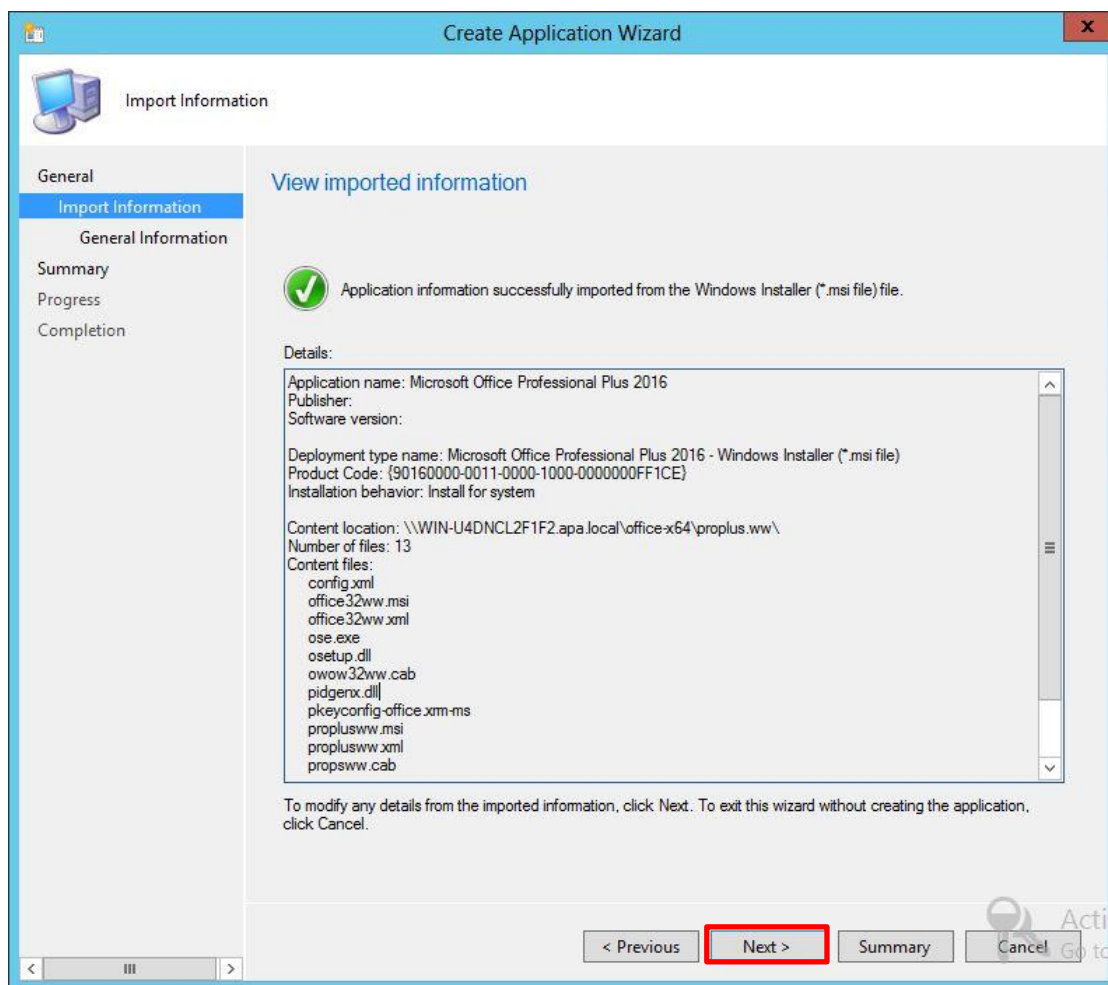 Create Application Wizard
x
Import Information
General
Import Information
General Information
Summary
Progress
Completion
View imported information
Application information successfully imported from the Windows Installer (*.msi file) file.
Details:
Application name: Microsoft Office Professional Plus 2016
Publisher:
Software version:
Deployment type name: Microsoft Office Professional Plus 2016 - Windows Installer (*.msi file)
Product Code: {90160000-0011-0000-1000-0000000FF1CE}
Installation behavior: Install for system
Content location: \\WIN-U4DNCL2F1F2.apa.local\office-x64\proplus.ww\
Number of files: 13
Content files:
config.xml
office32ww.msi
office32ww.xml
ose.exe
osetup.dll
owow32ww.cab
pidgenx.dll
pkeyconfig-office.xrm-ms
proplusww.msi
proplusww.xml
propsww.cab
To modify any details from the imported information, click Next. To exit this wizard without creating the application,
click Cancel.
Acti
< Previous
Next >
Summary
Cancel
Go to